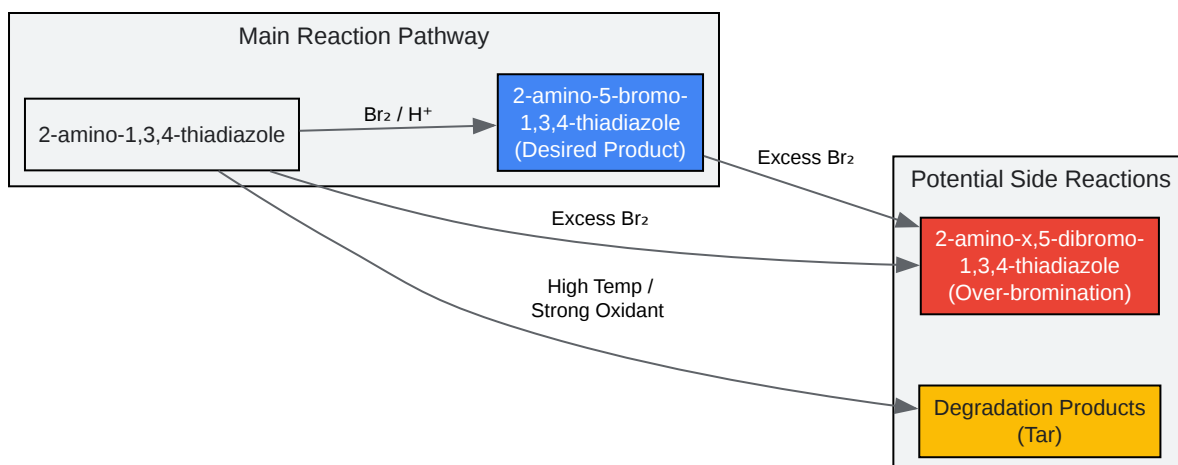 Main Reaction Pathway
2-amino-1,3,4-thiadiazole
Br₂ / H⁺
2-amino-5-bromo-
1,3,4-thiadiazole
(Desired Product)
Excess Br₂
Potential Side Reactions
Excess Br₂
2-amino-x,5-dibromo-
1,3,4-thiadiazole
(Over-bromination)
High Temp /
Strong Oxidant
Degradation Products
(Tar)